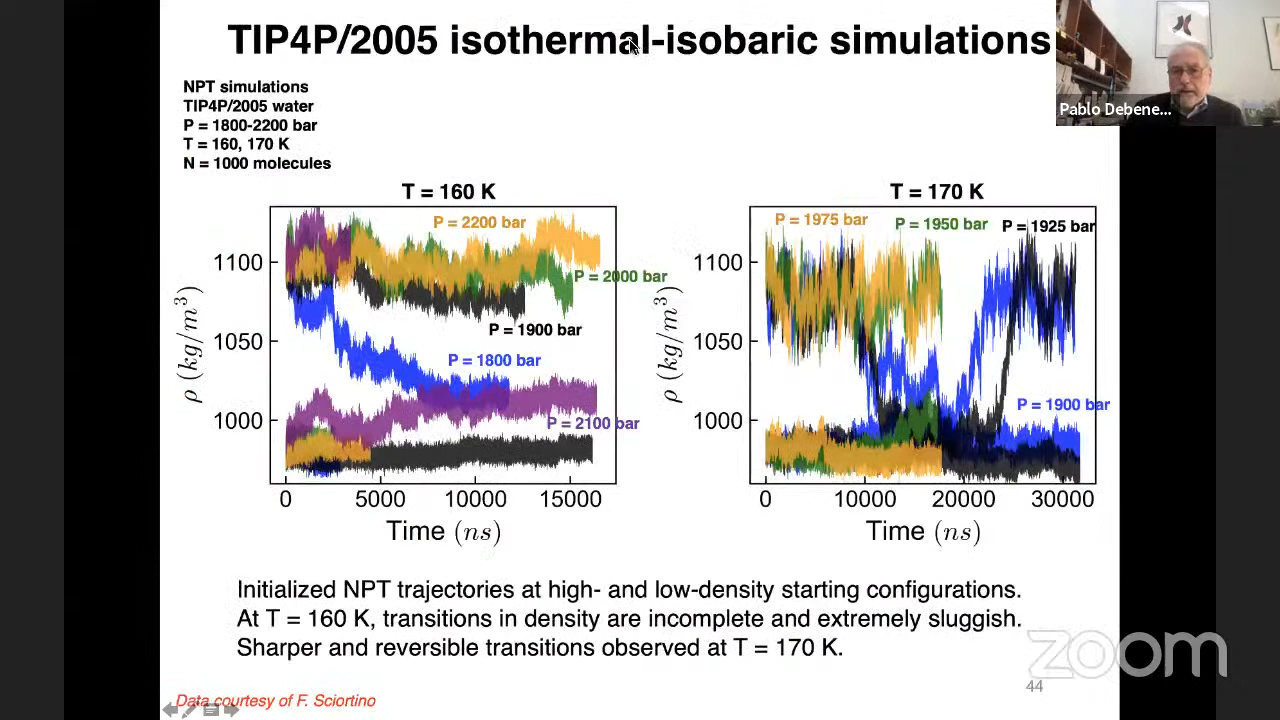 TIP4P/2005 isothermal-isobaric simulations
Pablo Debene...
NPT simulations
TIP4P/2005 water
P = 1800-2200 bar
T = 160, 170 K
N = 1000 molecules
T = 160 K
P = 2200 bar
P = 2000 bar
P = 1900 bar
P = 1800 bar
P = 2100 bar
1100
1050
1000
ρ (kg/m³)
0 5000 10000 15000
Time (ns)
T = 170 K
P = 1975 bar
P = 1950 bar
P = 1925 bar
P = 1900 bar
1100
1050
1000
ρ (kg/m³)
0 10000 20000 30000
Time (ns)
Initialized NPT trajectories at high- and low-density starting configurations.
At T = 160 K, transitions in density are incomplete and extremely sluggish.
Sharper and reversible transitions observed at T = 170 K.
zoom
44
Data courtesy of F. Sciortino